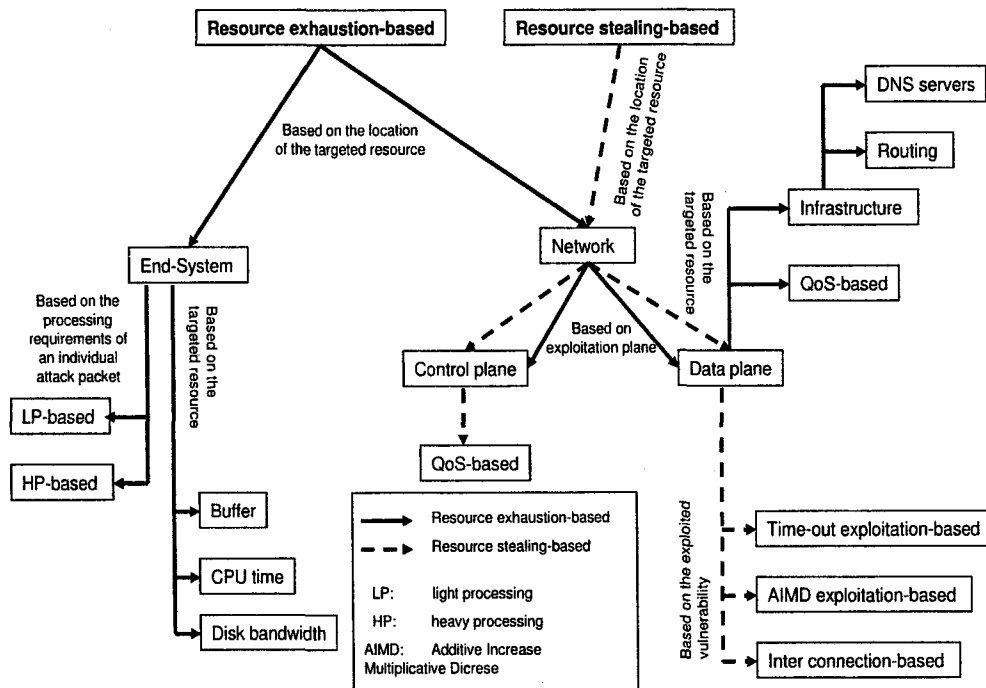 Resource exhaustion-based
Resource stealing-based
Based on the location
of the targeted resource
Based on the location
of the targeted resource
DNS servers
Routing
Infrastructure
QoS-based
Based on the
targeted resource
Network
End-System
Based on the
processing
requirements of
an individual
attack packet
Based on the
targeted resource
Based on
exploitation plane
Control plane
Data plane
LP-based
HP-based
QoS-based
Buffer
CPU time
Disk bandwidth
Resource exhaustion-based
Resource stealing-based
LP: light processing
HP: heavy processing
AIMD: Additive Increase
Multiplicative Dicrese
Based on the exploited
vulnerability
Time-out exploitation-based
AIMD exploitation-based
Inter connection-based